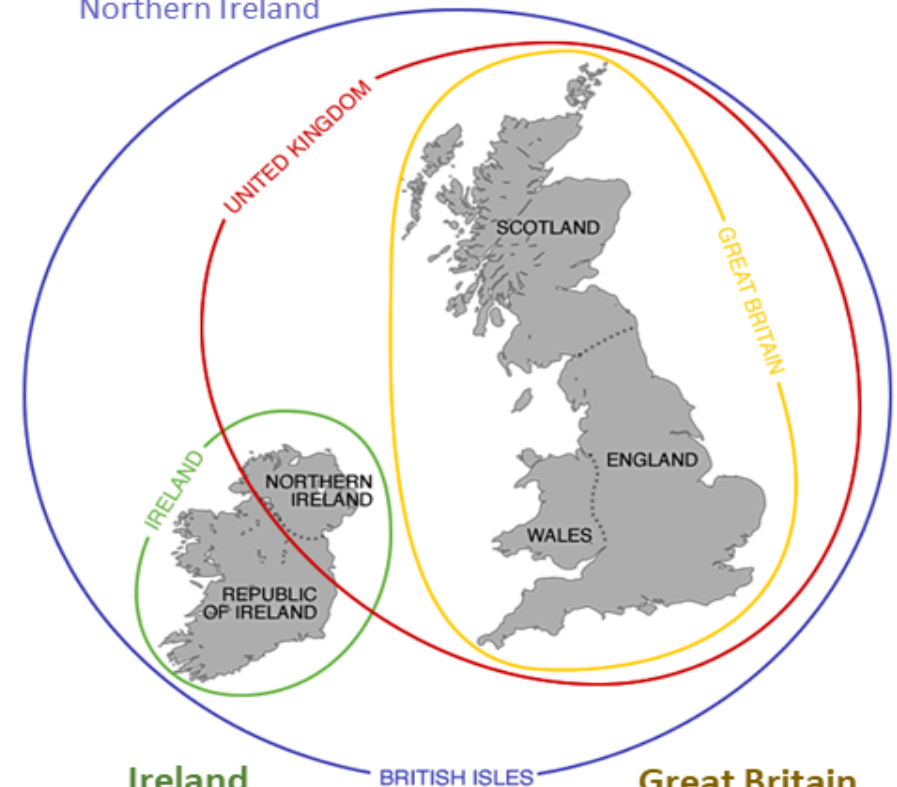 Northern Ireland
UNITED KINGDOM
SCOTLAND
GREAT BRITAIN
ENGLAND
IRELAND
NORTHERN
IRELAND
WALES
REPUBLIC
OF IRELAND
BRITISH ISLES
Ireland
Great Britain